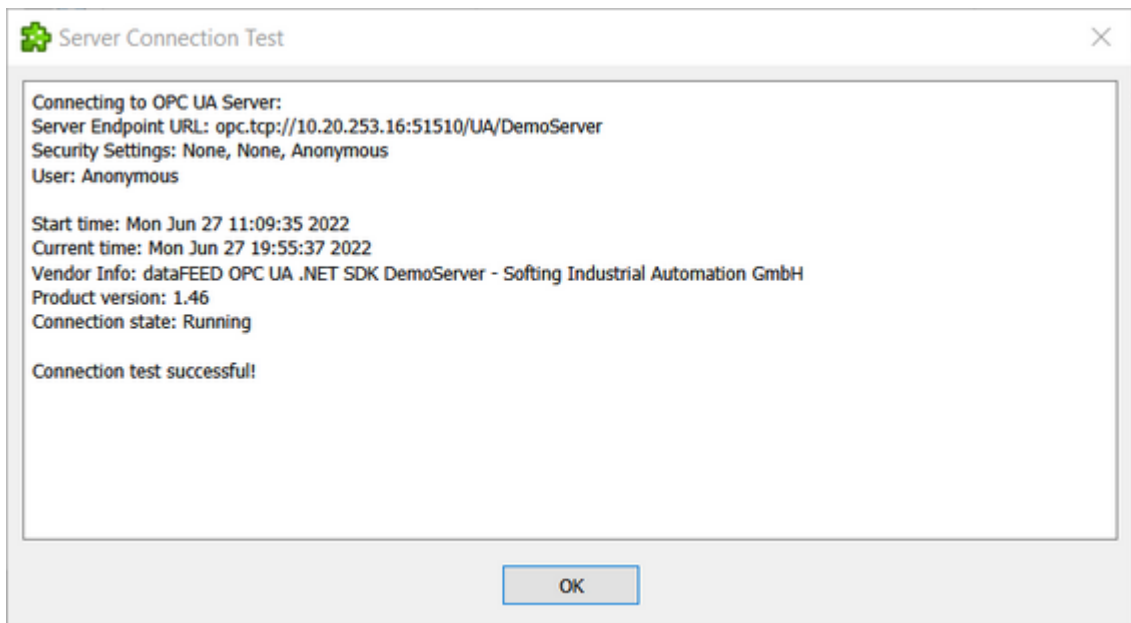 Server Connection Test
Connecting to OPC UA Server:
Server Endpoint URL: opc.tcp://10.20.253.16:51510/UA/DemoServer
Security Settings: None, None, Anonymous
User: Anonymous
Start time: Mon Jun 27 11:09:35 2022
Current time: Mon Jun 27 19:55:37 2022
Vendor Info: dataFEED OPC UA .NET SDK DemoServer - Softing Industrial Automation GmbH
Product version: 1.46
Connection state: Running
Connection test successful!
OK